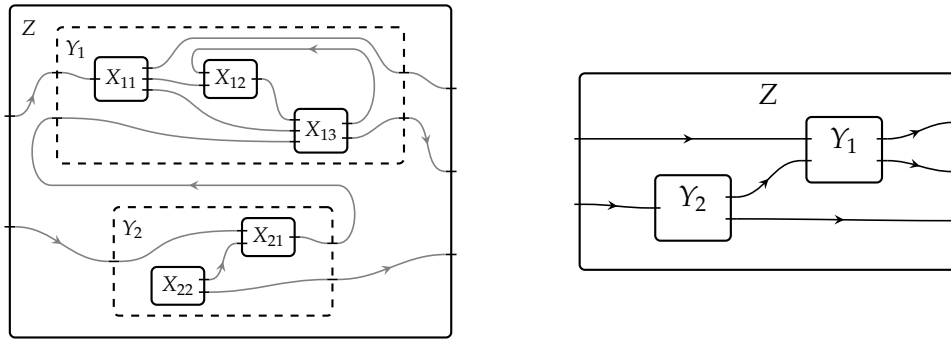 Z
Y₁
X₁₁
X₁₂
X₁₃
Y₂
X₂₁
X₂₂
Z
Y₁
Y₂